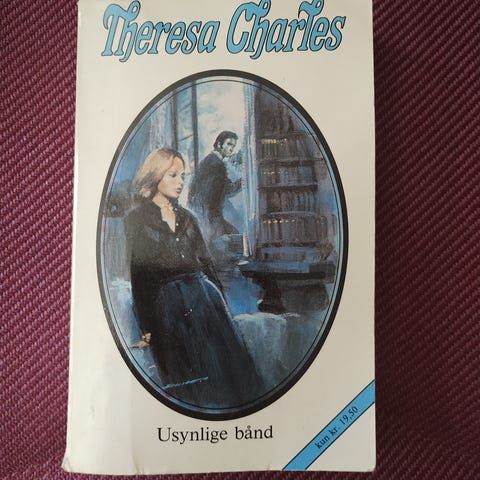 Theresa Charles
Usynlige bånd
kun kr. 19,50